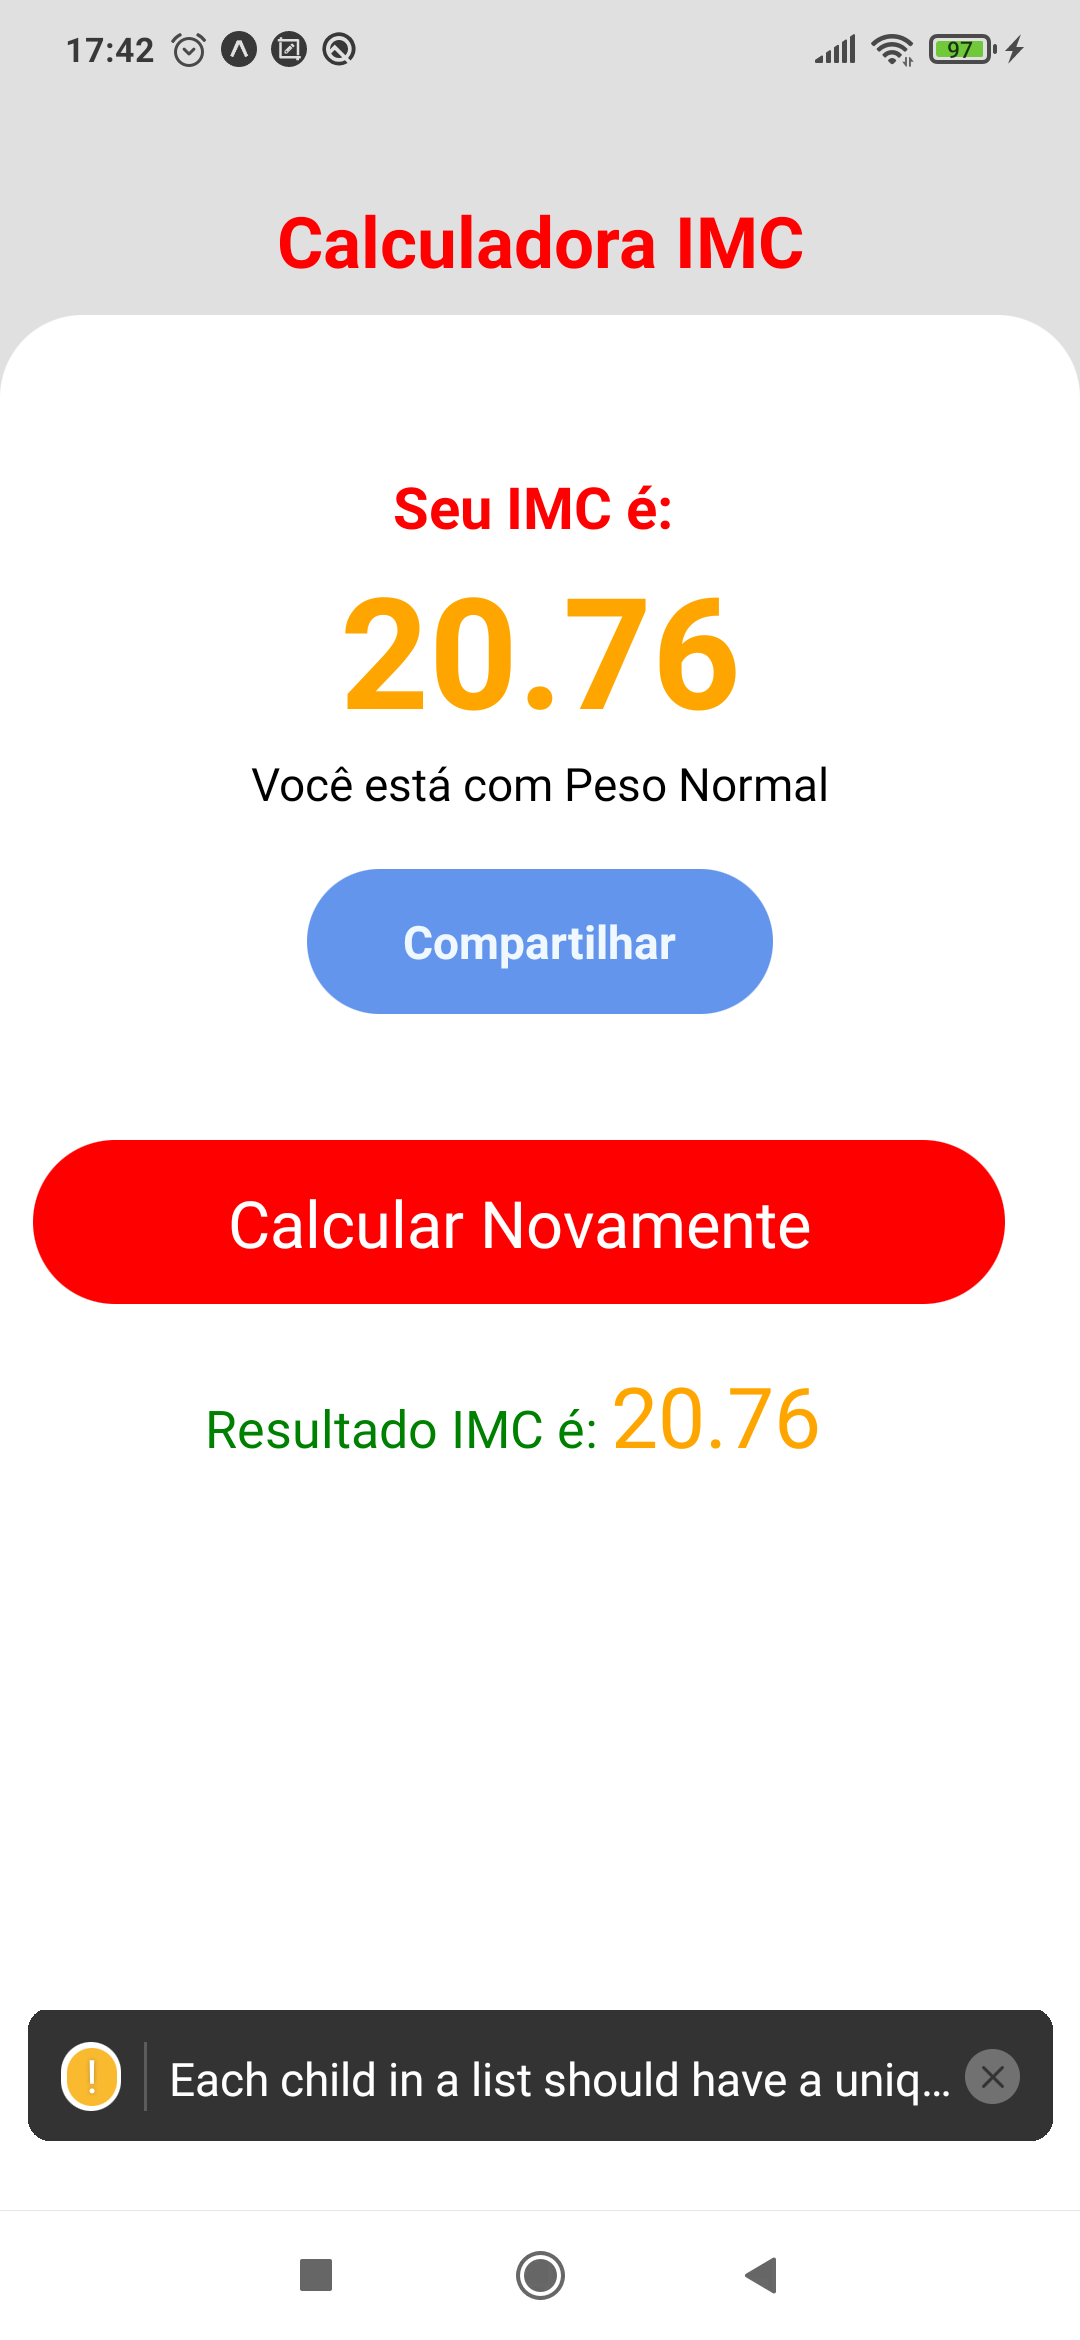 17:42
97
Calculadora IMC
Seu IMC é:
20.76
Você está com Peso Normal
Compartilhar
Calcular Novamente
Resultado IMC é: 20.76
! Each child in a list should have a uniq...